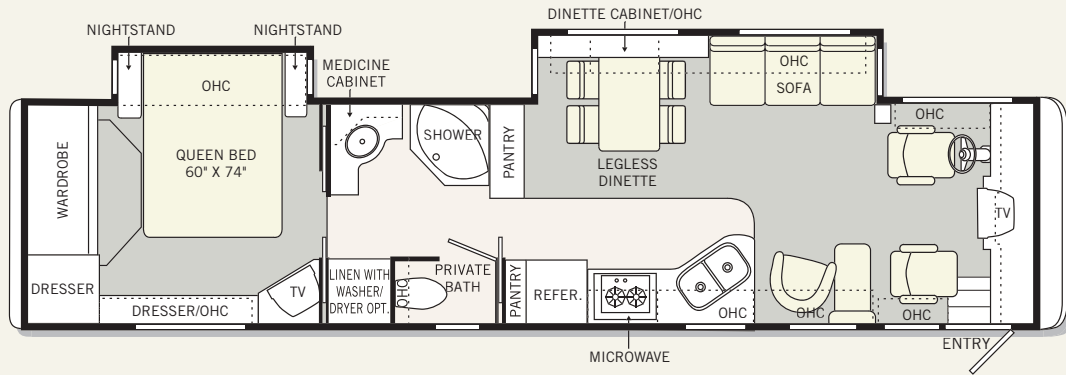 DINETTE CABINET/OHC
NIGHTSTAND
NIGHTSTAND
MEDICINE
CABINET
OHC
OHC
SOFA
OHC
SHOWER
PANTRY
QUEEN BED
60" X 74"
WARDROBE
LEGLESS
DINETTE
TV
DRESSER
DRESSER/OHC
TV
LINEN WITH
WASHER/
DRYER OPT.
OHC
PRIVATE
BATH
PANTRY
REFER.
OHC
OHC
OHC
MICROWAVE
ENTRY